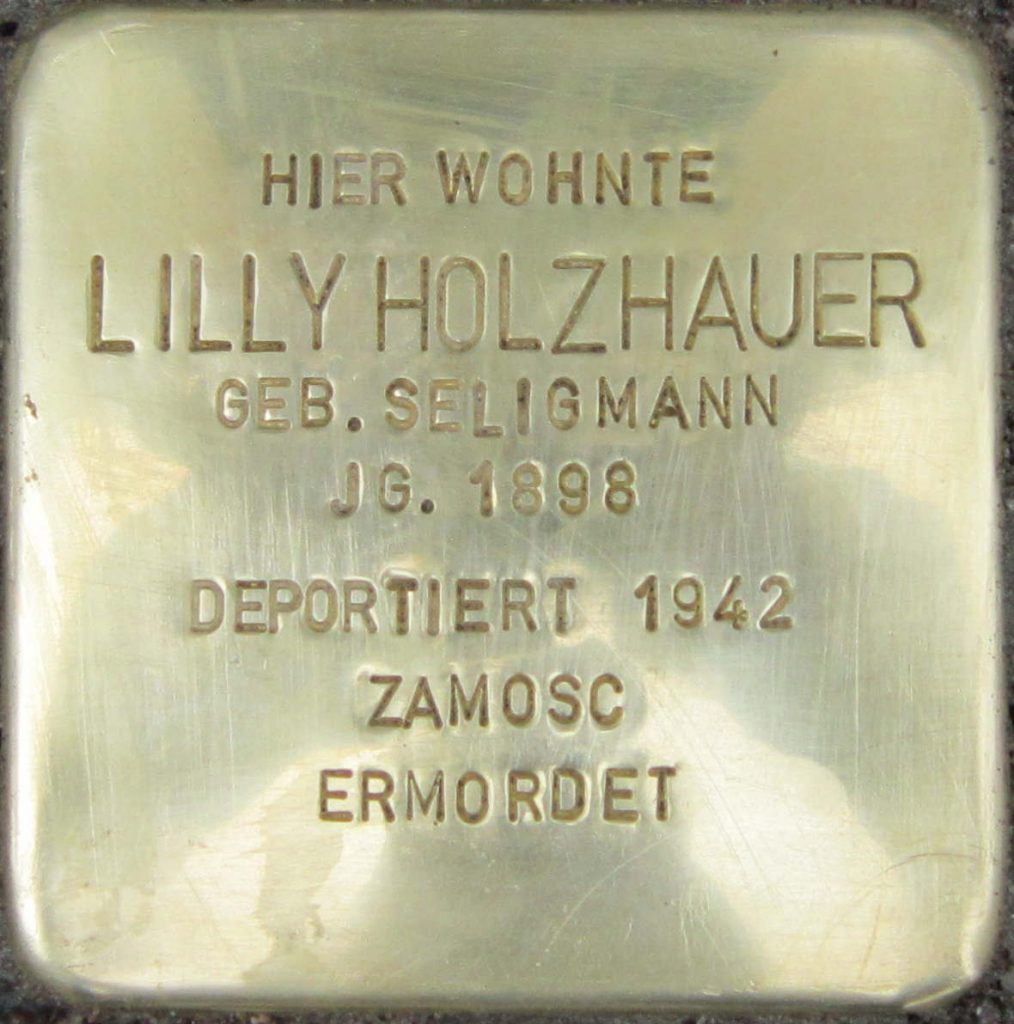 HIER WOHNTE
LILLY HOLZHAUER
GEB. SELIGMANN
JG. 1898
DEPORTIERT 1942
ZAMOSC
ERMORDET